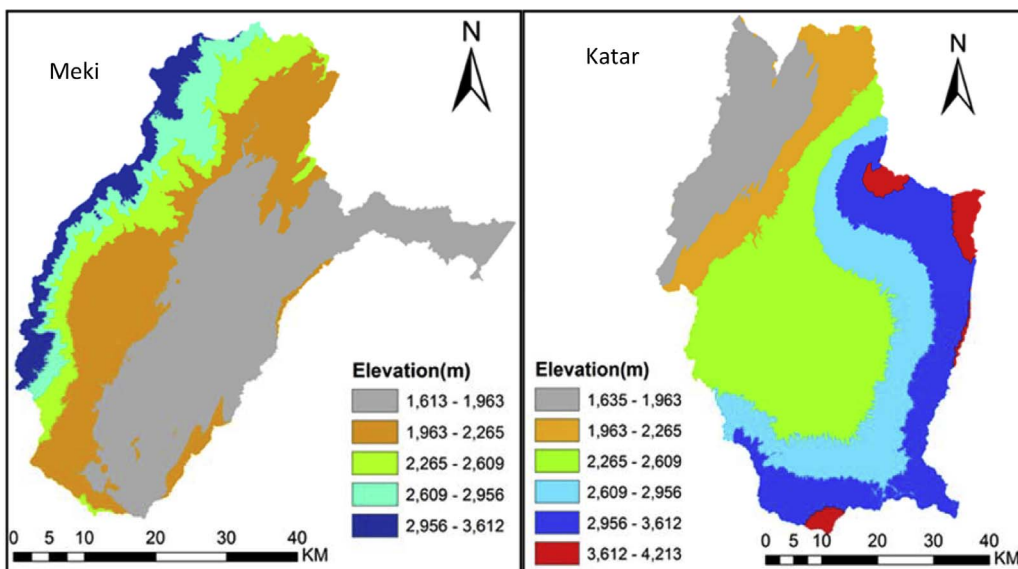 Meki
N
Elevation(m)
1,613 - 1,963
1,963 - 2,265
2,265 - 2,609
2,609 - 2,956
2,956 - 3,612
0 5 10 20 30 40
KM
Katar
N
Elevation(m)
1,635 - 1,963
1,963 - 2,265
2,265 - 2,609
2,609 - 2,956
2,956 - 3,612
3,612 - 4,213
0 5 10 20 30 40
KM